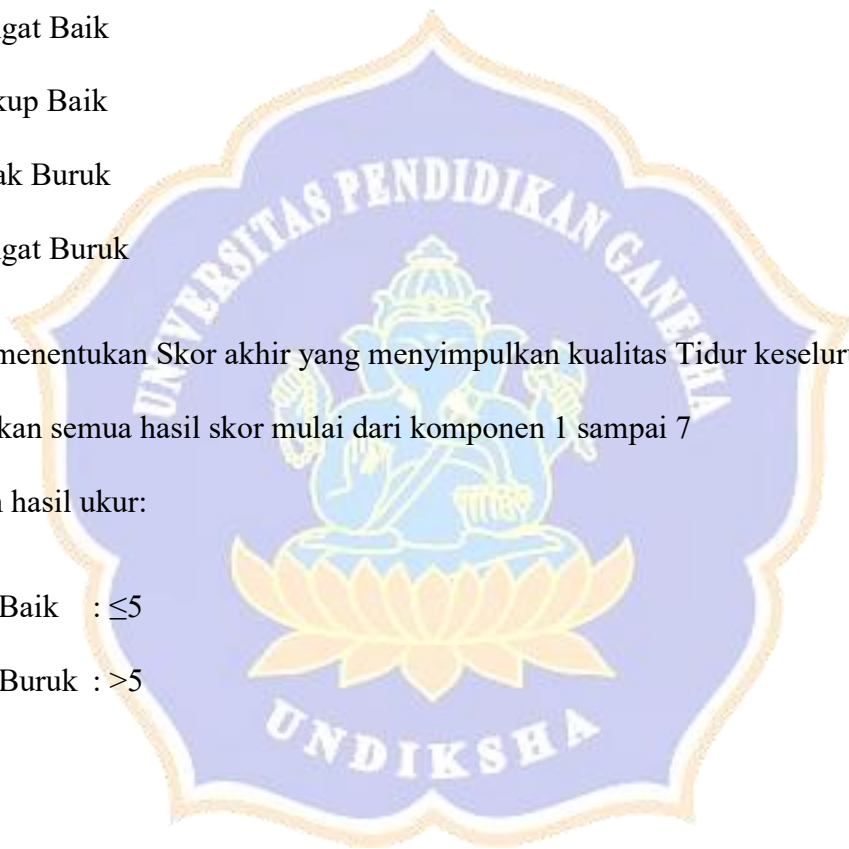 gat Baik
kup Baik
ak Buruk
gat Buruk
menentukan Skor akhir yang menyimpulkan kualitas Tidur keselur
kan semua hasil skor mulai dari komponen 1 sampai 7
hasil ukur:
Baik : ≤5
Buruk : >5
UNIVERSITAS PENDIDIKAN GANESHA
UNDIKSHA